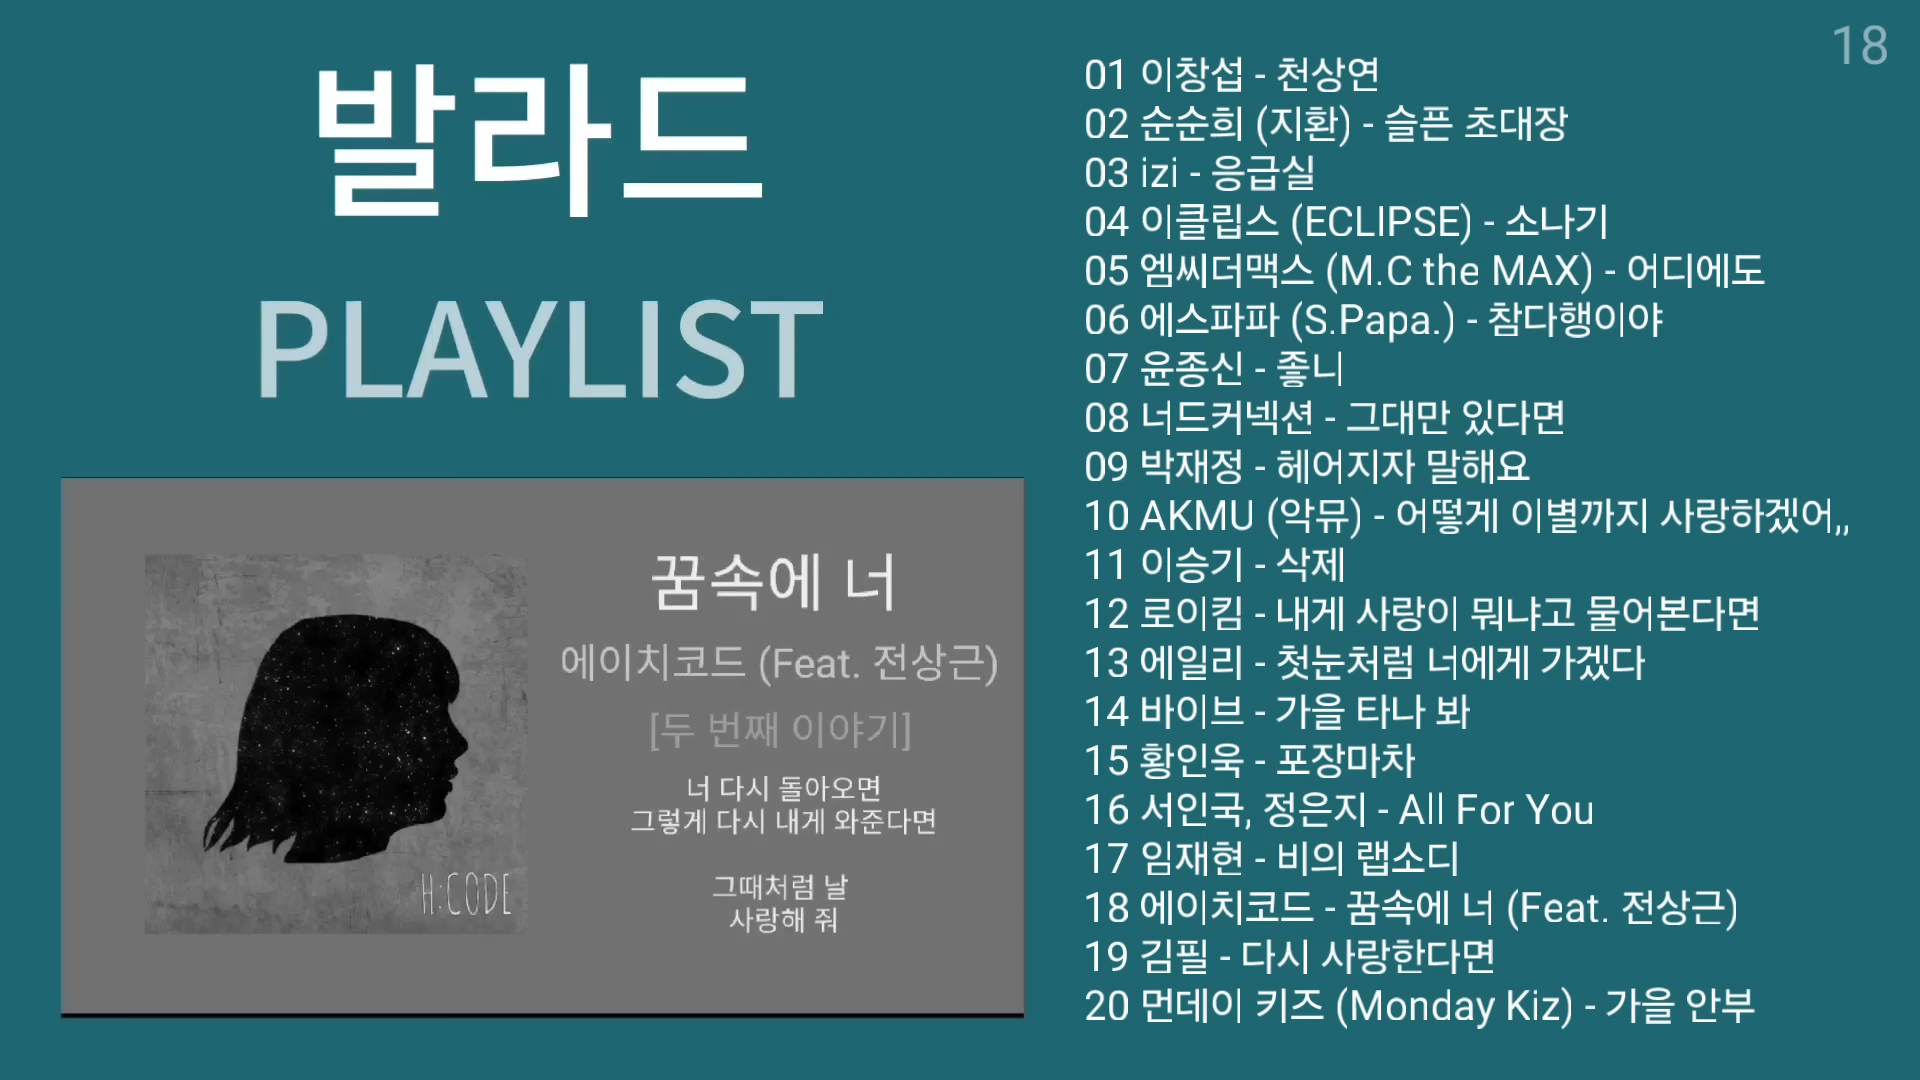 발라드
PLAYLIST
꿈속에 너
에이치코드 (Feat. 전상근)
[두 번째 이야기]
너 다시 돌아오면
그렇게 다시 내게 와준다면
그때처럼 날
사랑해 줘
H:CODE
18
01 이창섭 - 천상연
02 순순희 (지환) - 슬픈 초대장
03 izi - 응급실
04 이클립스 (ECLIPSE) - 소나기
05 엠씨더맥스 (M.C the MAX) - 어디에도
06 에스파파 (S.Papa.) - 참다행이야
07 윤종신 - 좋니
08 너드커넥션 - 그대만 있다면
09 박재정 - 헤어지자 말해요
10 AKMU (악뮤) - 어떻게 이별까지 사랑하겠어,,
11 이승기 - 삭제
12 로이킴 - 내게 사랑이 뭐냐고 물어본다면
13 에일리 - 첫눈처럼 너에게 가겠다
14 바이브 - 가을 타나 봐
15 황인욱 - 포장마차
16 서인국, 정은지 - All For You
17 임재현 - 비의 랩소디
18 에이치코드 - 꿈속에 너 (Feat. 전상근)
19 김필 - 다시 사랑한다면
20 먼데이 키즈 (Monday Kiz) - 가을 안부